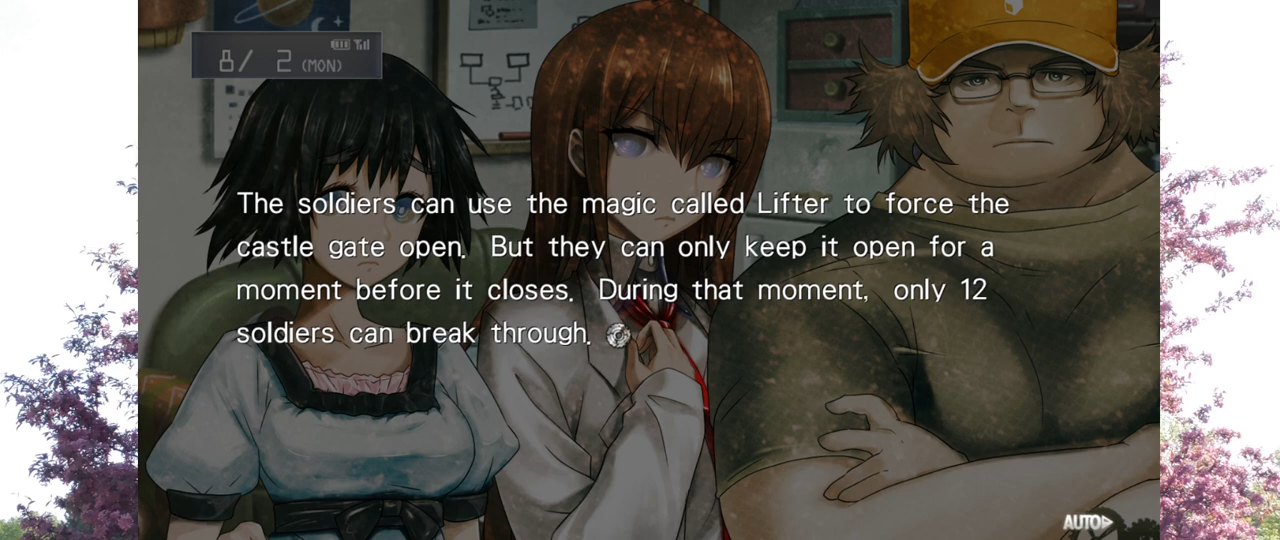 8/ 2 (MON)
The soldiers can use the magic called Lifter to force the
castle gate open. But they can only keep it open for a
moment before it closes. During that moment, only 12
soldiers can break through.
AUTO